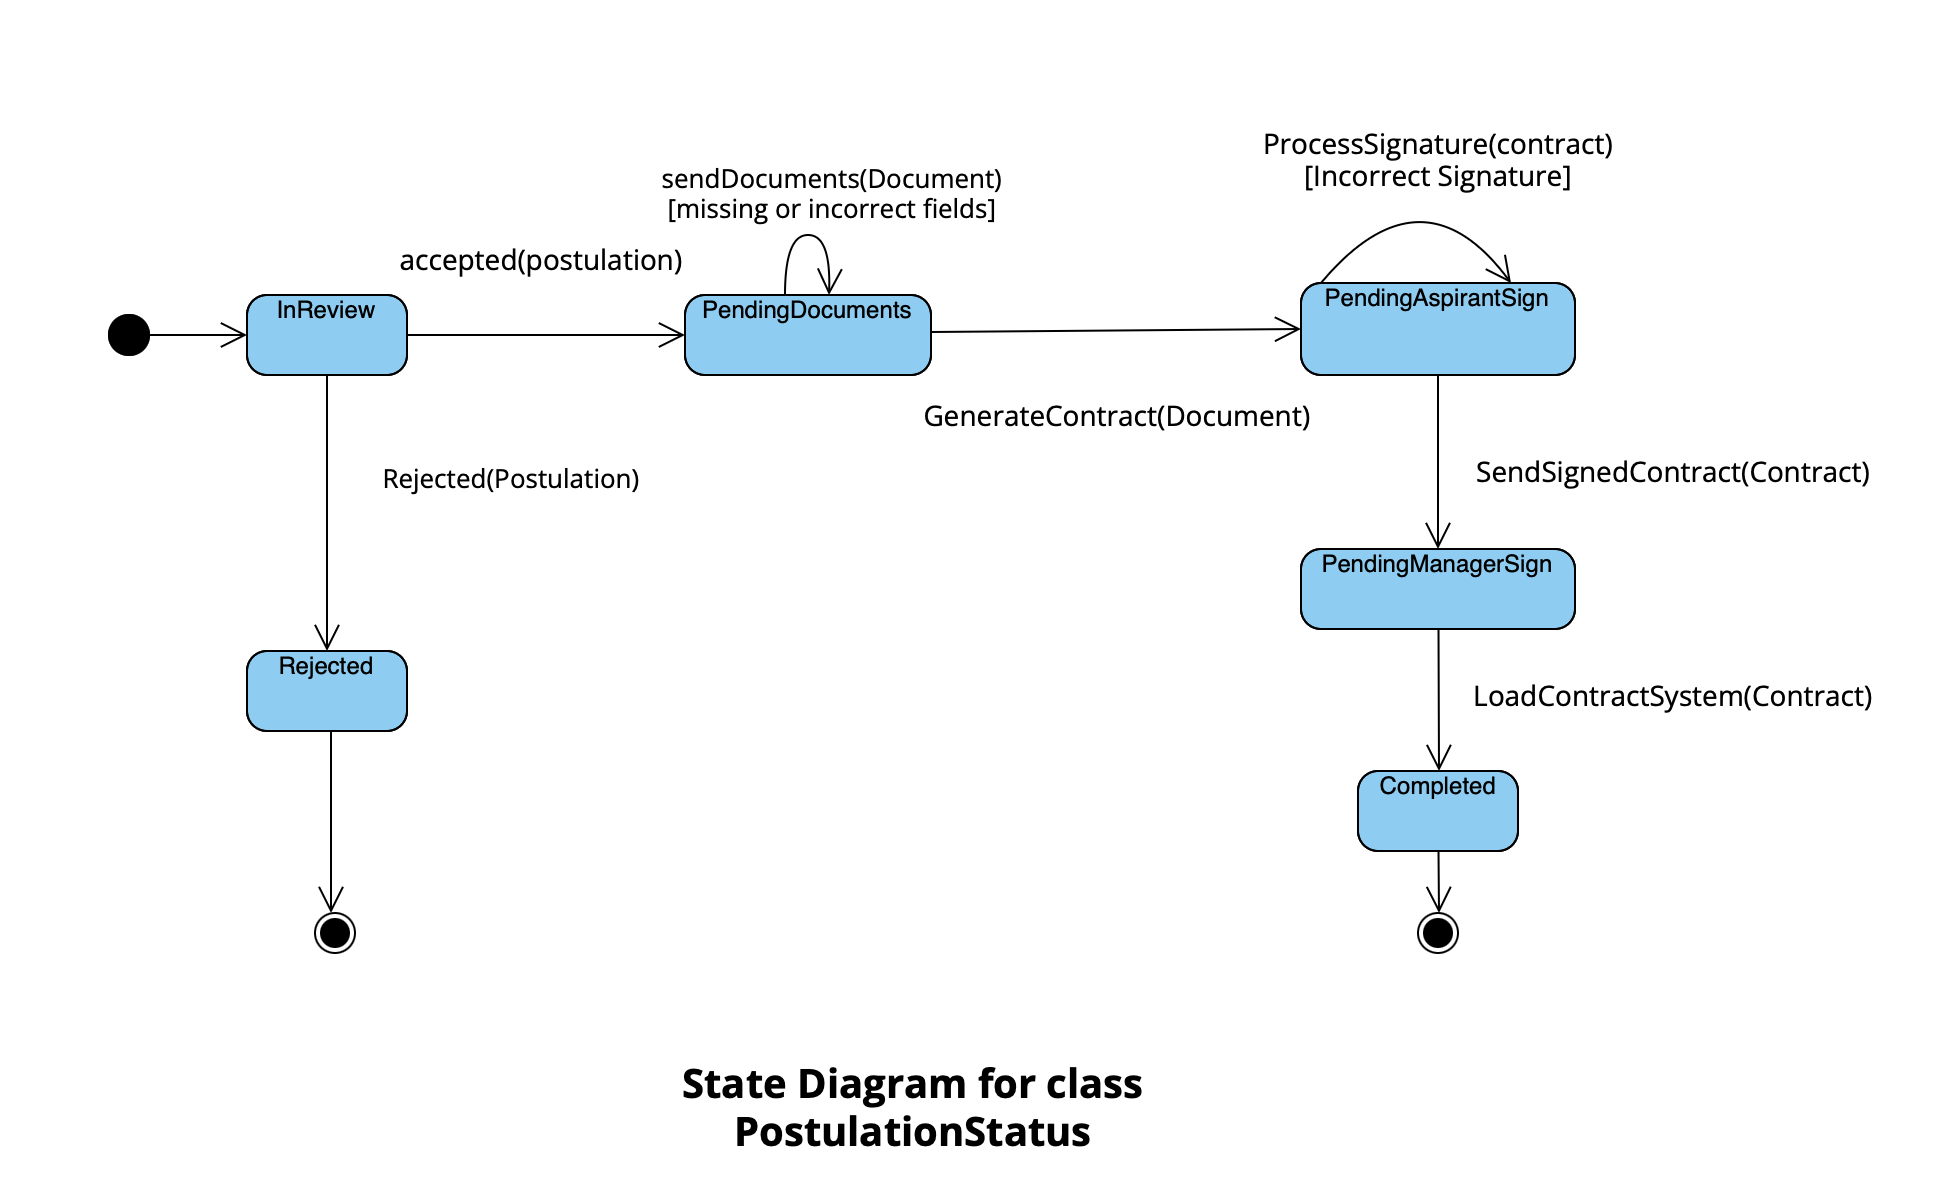 ProcessSignature(contract)
[Incorrect Signature]
sendDocuments(Document)
[missing or incorrect fields]
accepted(postulation)
InReview
PendingDocuments
PendingAspirantSign
GenerateContract(Document)
Rejected(Postulation)
SendSignedContract(Contract)
PendingManagerSign
Rejected
LoadContractSystem(Contract)
Completed
State Diagram for class
PostulationStatus